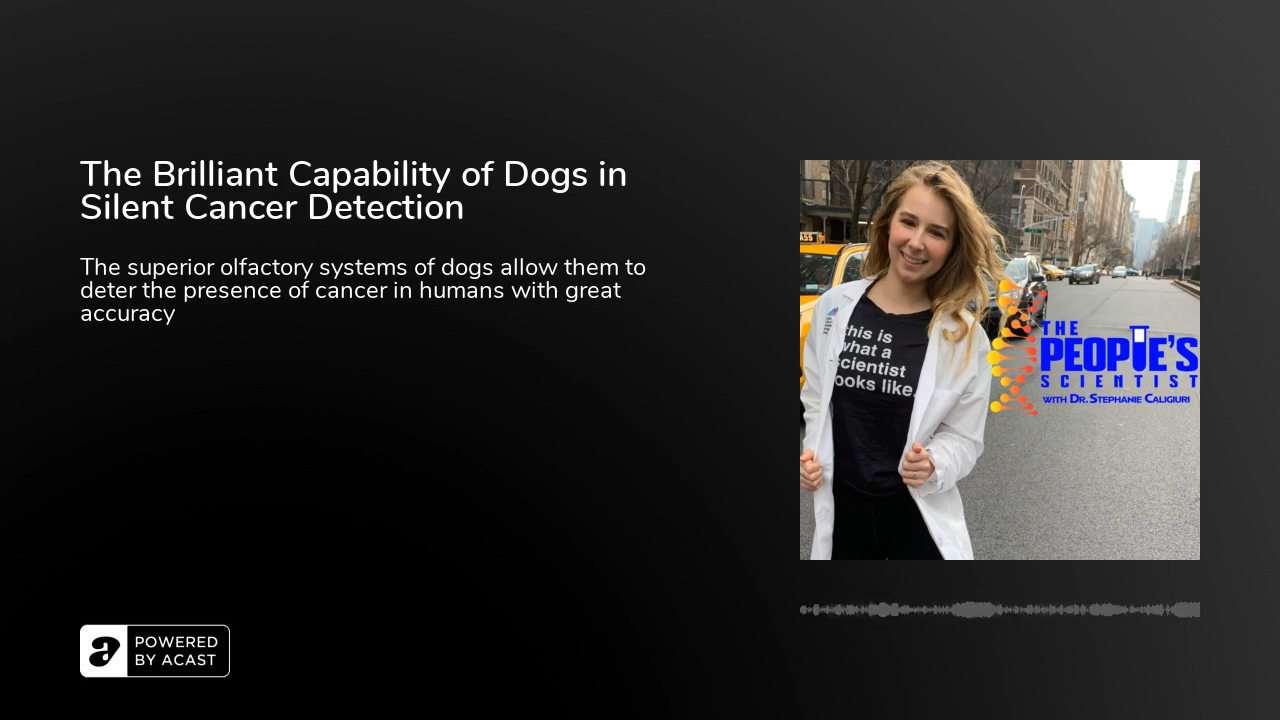 The Brilliant Capability of Dogs in
Silent Cancer Detection
The superior olfactory systems of dogs allow them to
deter the presence of cancer in humans with great
accuracy
this is
what a
scientist
ooks like.
THE
PEOPLE'S
SCIENTIST
WITH DR. STEPHANIE CALIGIURI
POWERED
BY ACAST